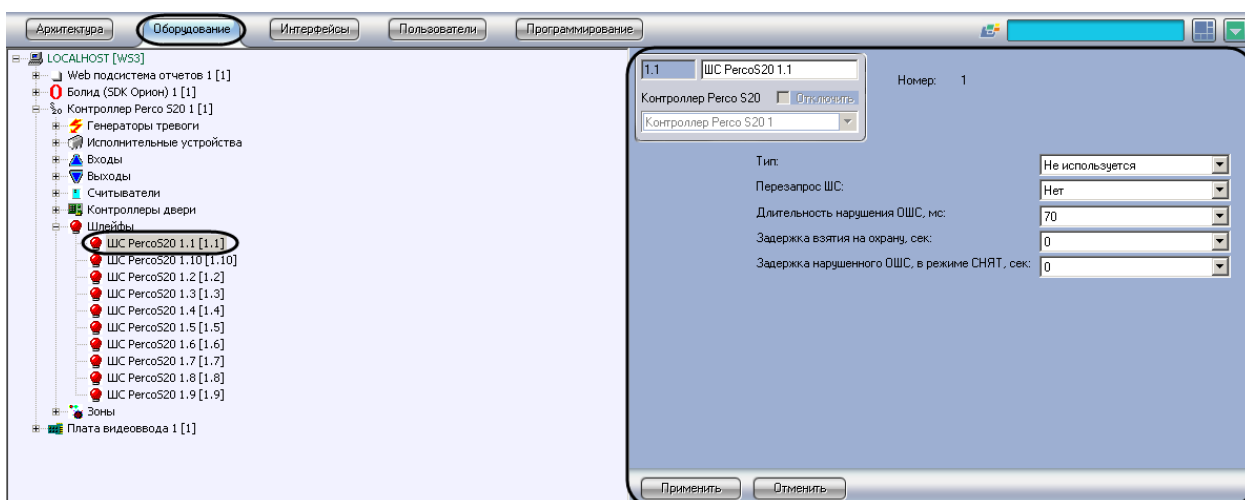 Архитектура Оборудование Интерфейсы Пользователи Программирование
LOCALHOST [WS3]
Web подсистема отчетов 1 [1]
Болид (SDK Орион) 1 [1]
Контроллер Perco S20 1 [1]
Генераторы тревоги
Исполнительные устройства
Входы
Выходы
Считыватели
Контроллеры двери
Шлейфы
ШС PercoS20 1.1 [1.1]
ШС PercoS20 1.10 [1.10]
ШС PercoS20 1.2 [1.2]
ШС PercoS20 1.3 [1.3]
ШС PercoS20 1.4 [1.4]
ШС PercoS20 1.5 [1.5]
ШС PercoS20 1.6 [1.6]
ШС PercoS20 1.7 [1.7]
ШС PercoS20 1.8 [1.8]
ШС PercoS20 1.9 [1.9]
Зоны
Плата видеоввода 1 [1]
1.1 ШС PercoS20 1.1
Номер: 1
Контроллер Perco S20 Отключить
Контроллер Perco S20 1
Тип: Не используется
Перезапрос ШС: Нет
Длительность нарушения ОШС, мс: 70
Задержка взятия на охрану, сек: 0
Задержка нарушенного ОШС, в режиме СНЯТ, сек: 0
Применить Отменить